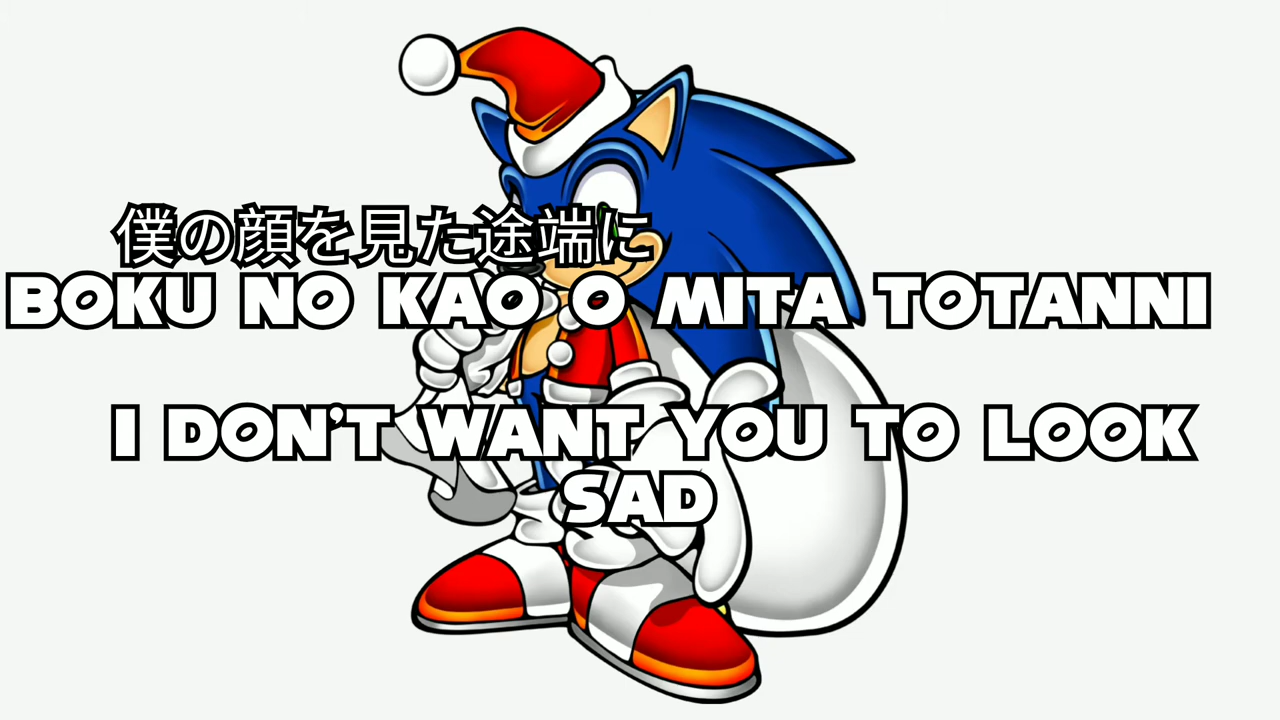 僕の顔を見た途端に
BOKU NO KAO O MITA TOTANNI
I DON'T WANT YOU TO LOOK
SAD